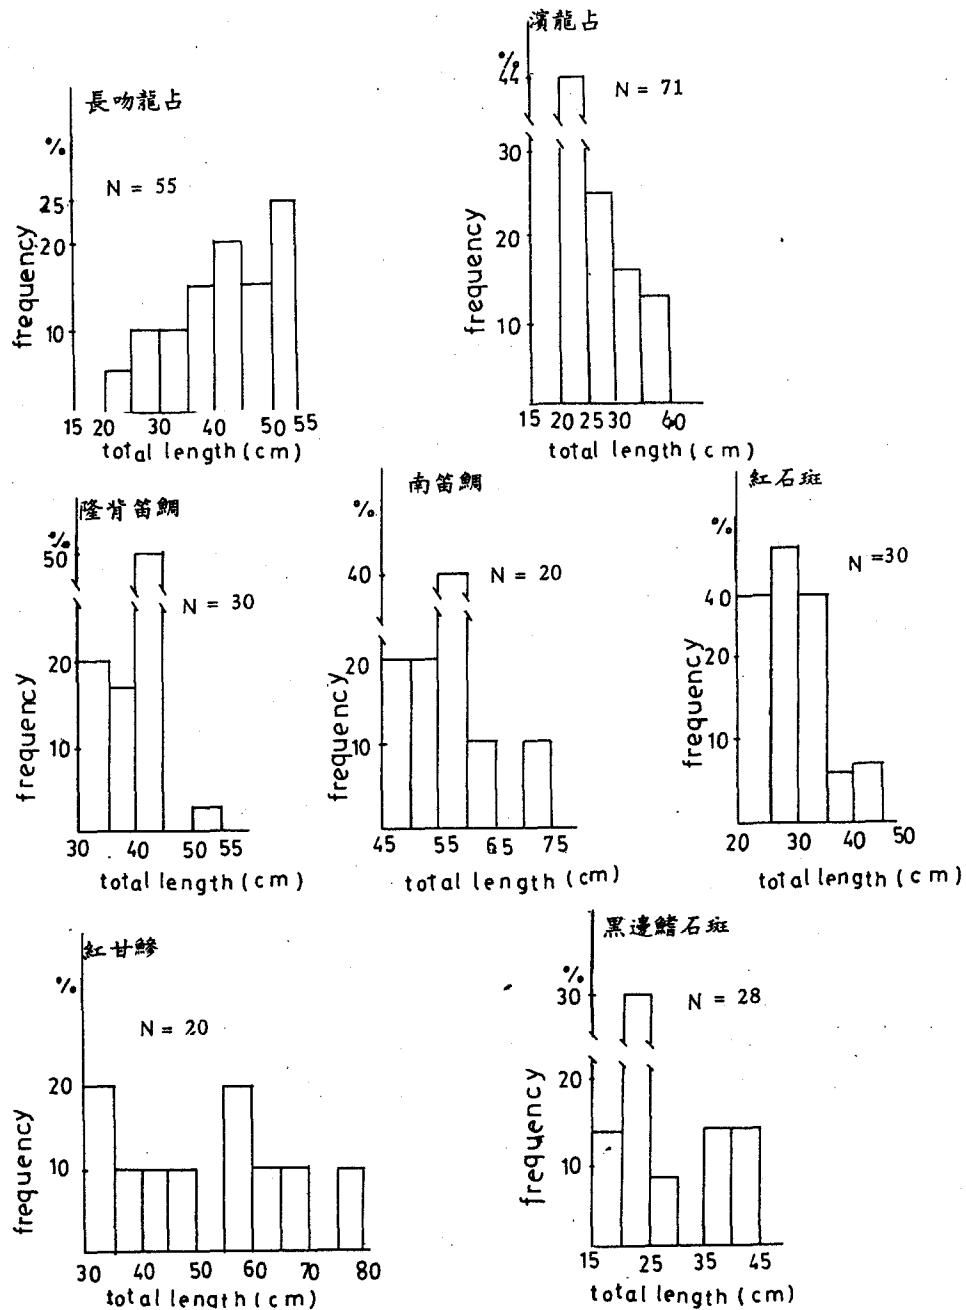 長吻龍占
%
N = 55
25
20
10
frequency
15 20 30 40 50 55
total length (cm)
濱龍占
%
44
N = 71
30
20
10
frequency
15 20 25 30 60
total length (cm)
隆背笛鯛
%
50
N = 30
20
10
frequency
30 40 50 55
total length (cm)
南笛鯛
%
40
N = 20
20
10
frequency
45 55 65 75
total length (cm)
紅石斑
%
N = 30
40
20
10
frequency
20 30 40 50
total length (cm)
紅甘鰺
%
N = 20
20
10
frequency
30 40 50 60 70 80
total length (cm)
黑邊鰭石斑
%
30
N = 28
20
10
frequency
15 25 35 45
total length (cm)